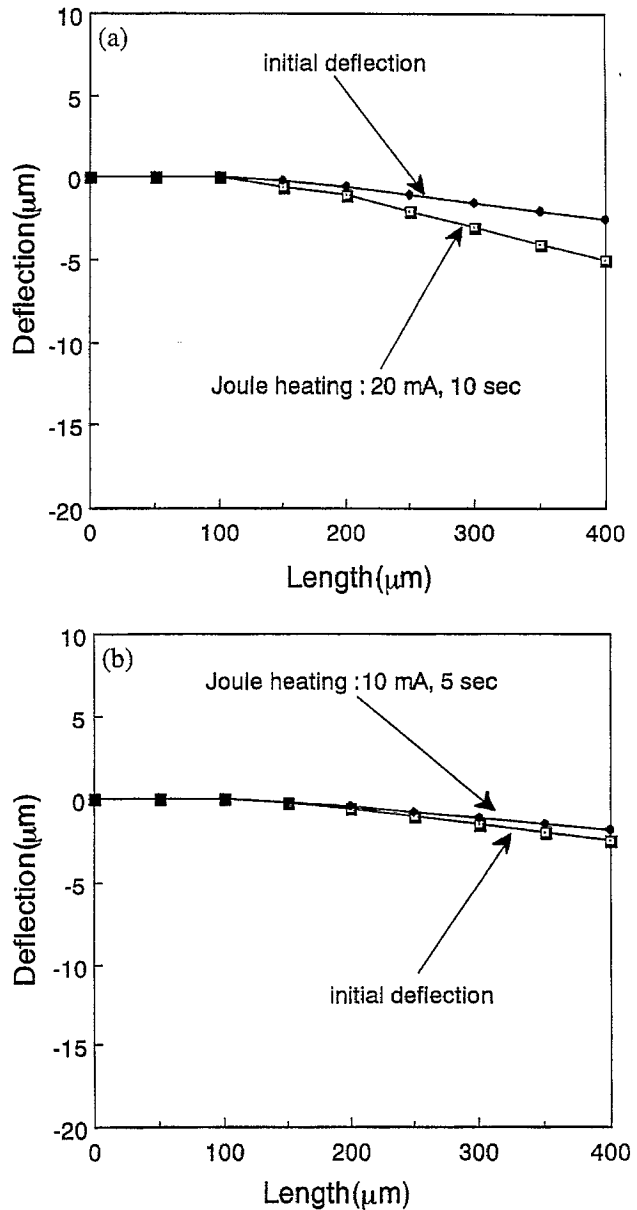 (a)
10
5
0
-5
-10
-15
-20
Deflection(μm)
initial deflection
Joule heating : 20 mA, 10 sec
0 100 200 300 400
Length(μm)
(b)
10
5
0
-5
-10
-15
-20
Deflection(μm)
Joule heating :10 mA, 5 sec
initial deflection
0 100 200 300 400
Length(μm)